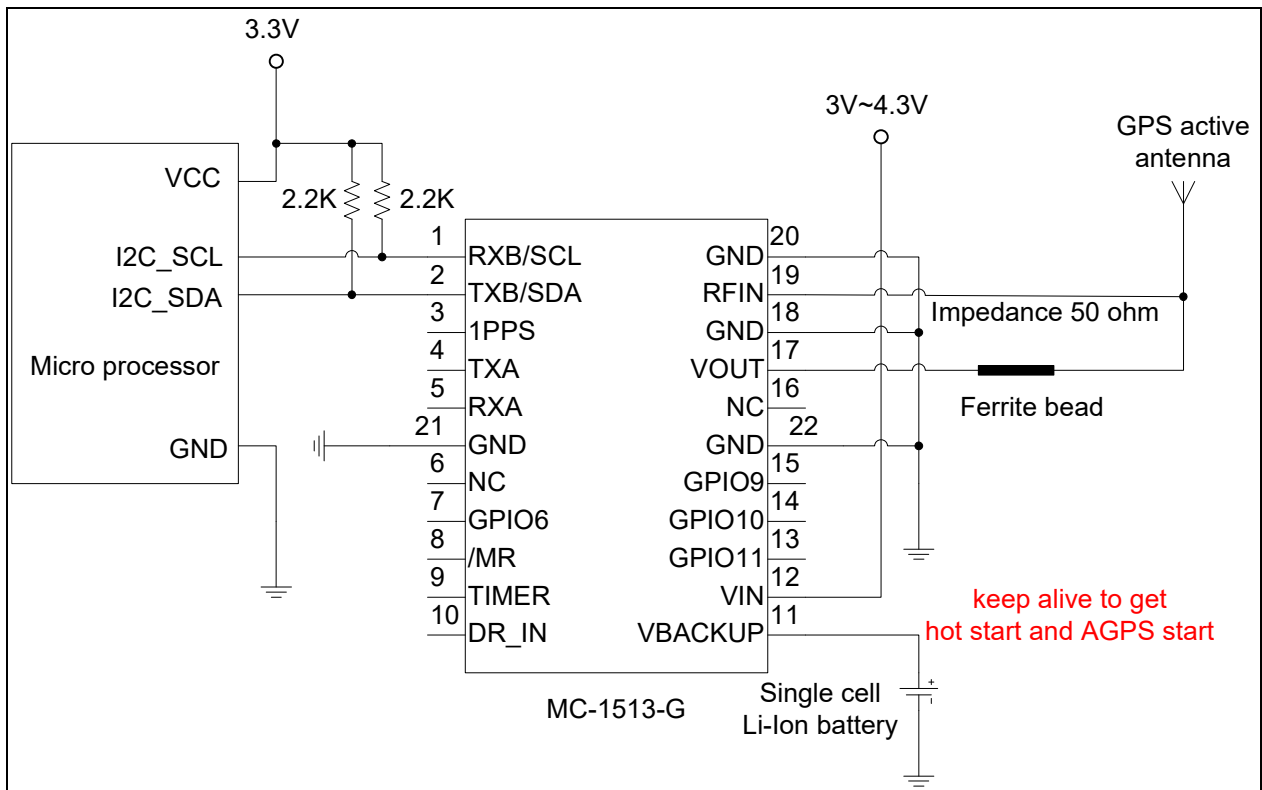 3.3V
3V~4.3V
GPS active
antenna
VCC
2.2K
2.2K
I2C_SCL
I2C_SDA
Micro processor
GND
1
RXB/SCL
2
TXB/SDA
3
1PPS
4
TXA
5
RXA
21
GND
6
NC
7
GPIO6
8
/MR
9
TIMER
10
DR_IN
20
GND
19
RFIN
Impedance 50 ohm
18
GND
17
VOUT
Ferrite bead
16
NC
22
GND
15
GPIO9
14
GPIO10
13
GPIO11
12
VIN
11
VBACKUP
keep alive to get
hot start and AGPS start
MC-1513-G
Single cell
Li-Ion battery
+
-